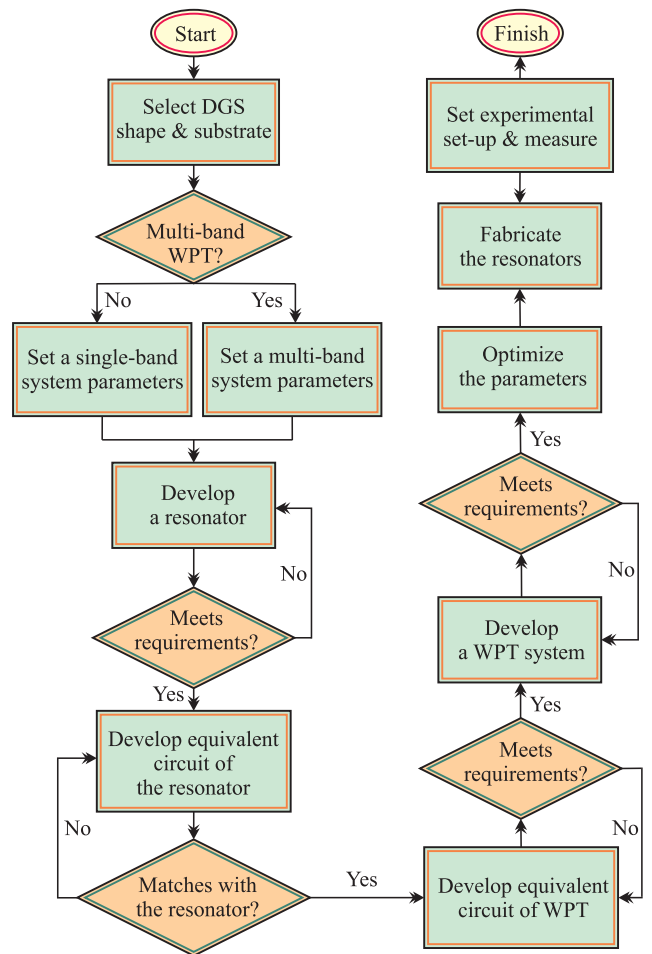 Start
Select DGS
shape & substrate
Multi-band
WPT?
No
Yes
Set a single-band
system parameters
Set a multi-band
system parameters
Develop
a resonator
No
Meets
requirements?
Yes
Develop equivalent
circuit of
the resonator
No
Matches with
the resonator?
Yes
Develop equivalent
circuit of WPT
No
Meets
requirements?
Yes
Develop
a WPT system
No
Meets
requirements?
Yes
Optimize
the parameters
Fabricate
the resonators
Set experimental
set-up & measure
Finish